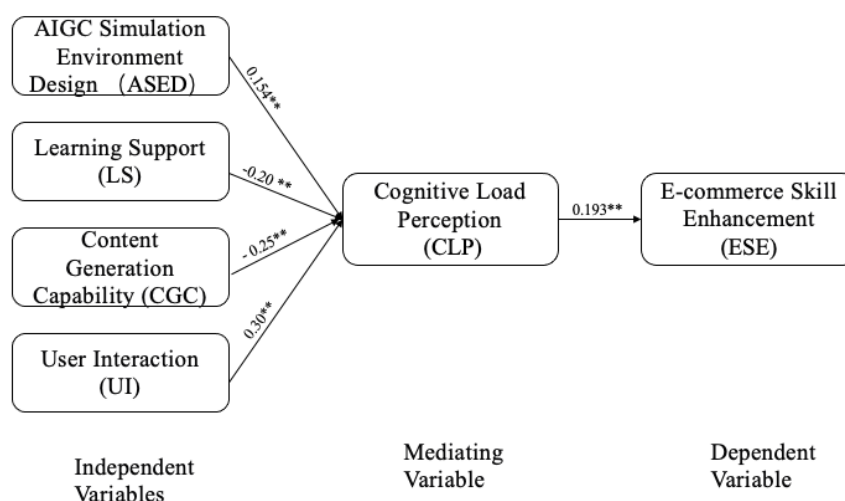 AIGC Simulation
Environment
Design （ASED)
0.154**
Learning Support
(LS)
-0.20 **
Content
Generation
Capability (CGC)
- 0.25**
User Interaction
(UI)
0.30**
Cognitive Load
Perception
(CLP)
0.193**
E-commerce Skill
Enhancement
(ESE)
Independent
Variables
Mediating
Variable
Dependent
Variable